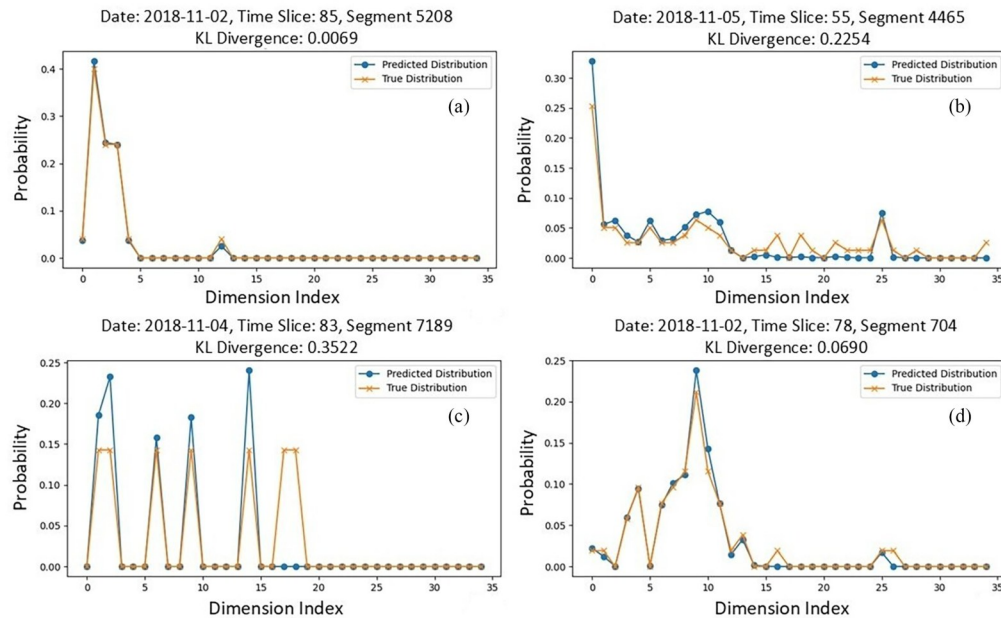 Date: 2018-11-02, Time Slice: 85, Segment 5208
KL Divergence: 0.0069
Predicted Distribution
True Distribution
(a)
Probability
0.4
0.3
0.2
0.1
0.0
0 5 10 15 20 25 30 35
Dimension Index
Date: 2018-11-05, Time Slice: 55, Segment 4465
KL Divergence: 0.2254
Predicted Distribution
True Distribution
(b)
Probability
0.30
0.25
0.20
0.15
0.10
0.05
0.00
0 5 10 15 20 25 30 35
Dimension Index
Date: 2018-11-04, Time Slice: 83, Segment 7189
KL Divergence: 0.3522
Predicted Distribution
True Distribution
(c)
Probability
0.25
0.20
0.15
0.10
0.05
0.00
0 5 10 15 20 25 30 35
Dimension Index
Date: 2018-11-02, Time Slice: 78, Segment 704
KL Divergence: 0.0690
Predicted Distribution
True Distribution
(d)
Probability
0.25
0.20
0.15
0.10
0.05
0.00
0 5 10 15 20 25 30 35
Dimension Index